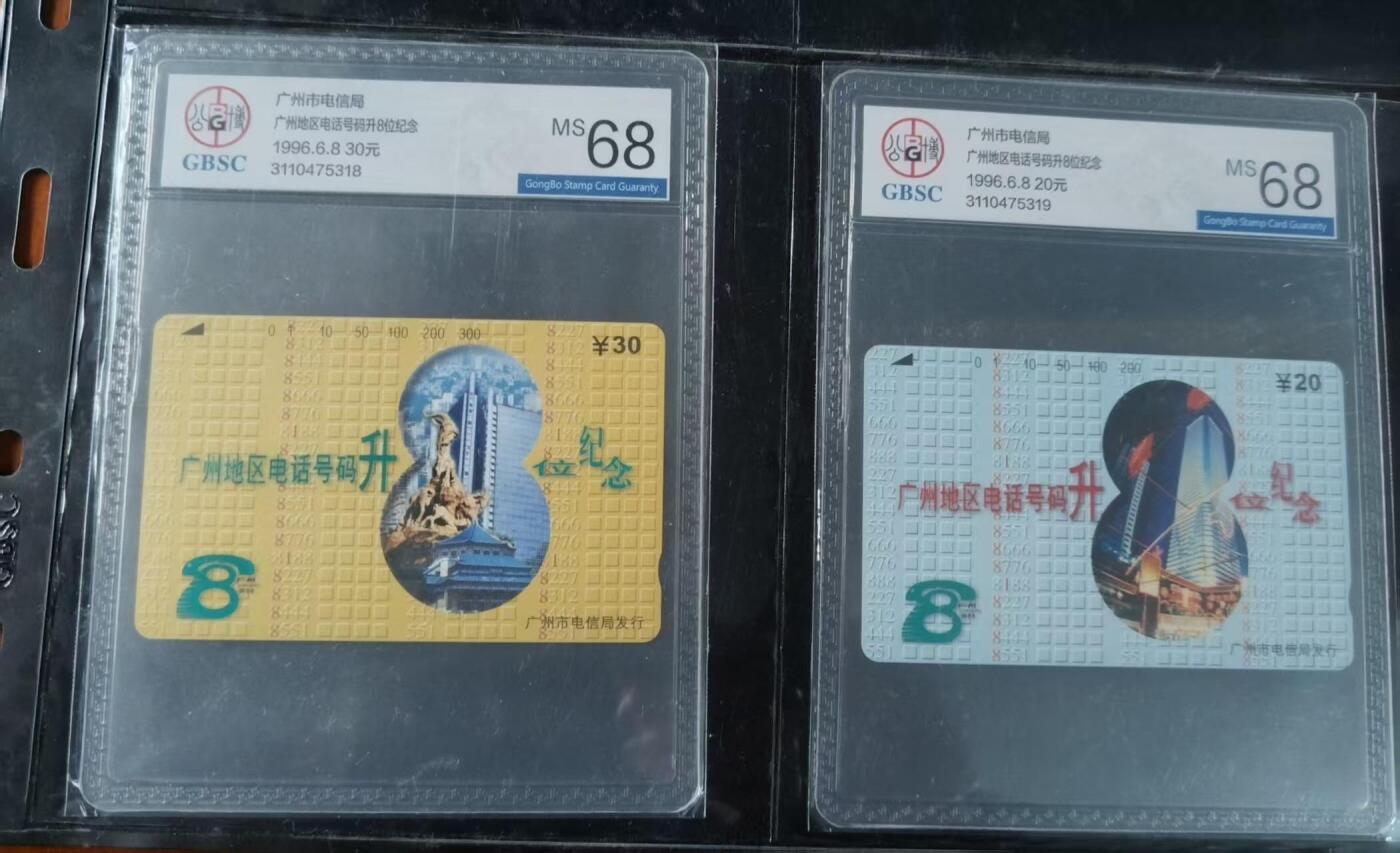 广州市电信局
广州地区电话号码升8位纪念
1996.6.8 30元
3110475318
GBSC
MS 68
GongBo Stamp Card Guaranty
0 1 10 50 100 200 300
¥30
广州地区电话号码升8位纪念
8
广州市电信局发行
广州市电信局
广州地区电话号码升8位纪念
1996.6.8 20元
3110475319
GBSC
MS 68
GongBo Stamp Card Guaranty
0 1 10 50 100 200
¥20
广州地区电话号码升8位纪念
8
广州市电信局发行